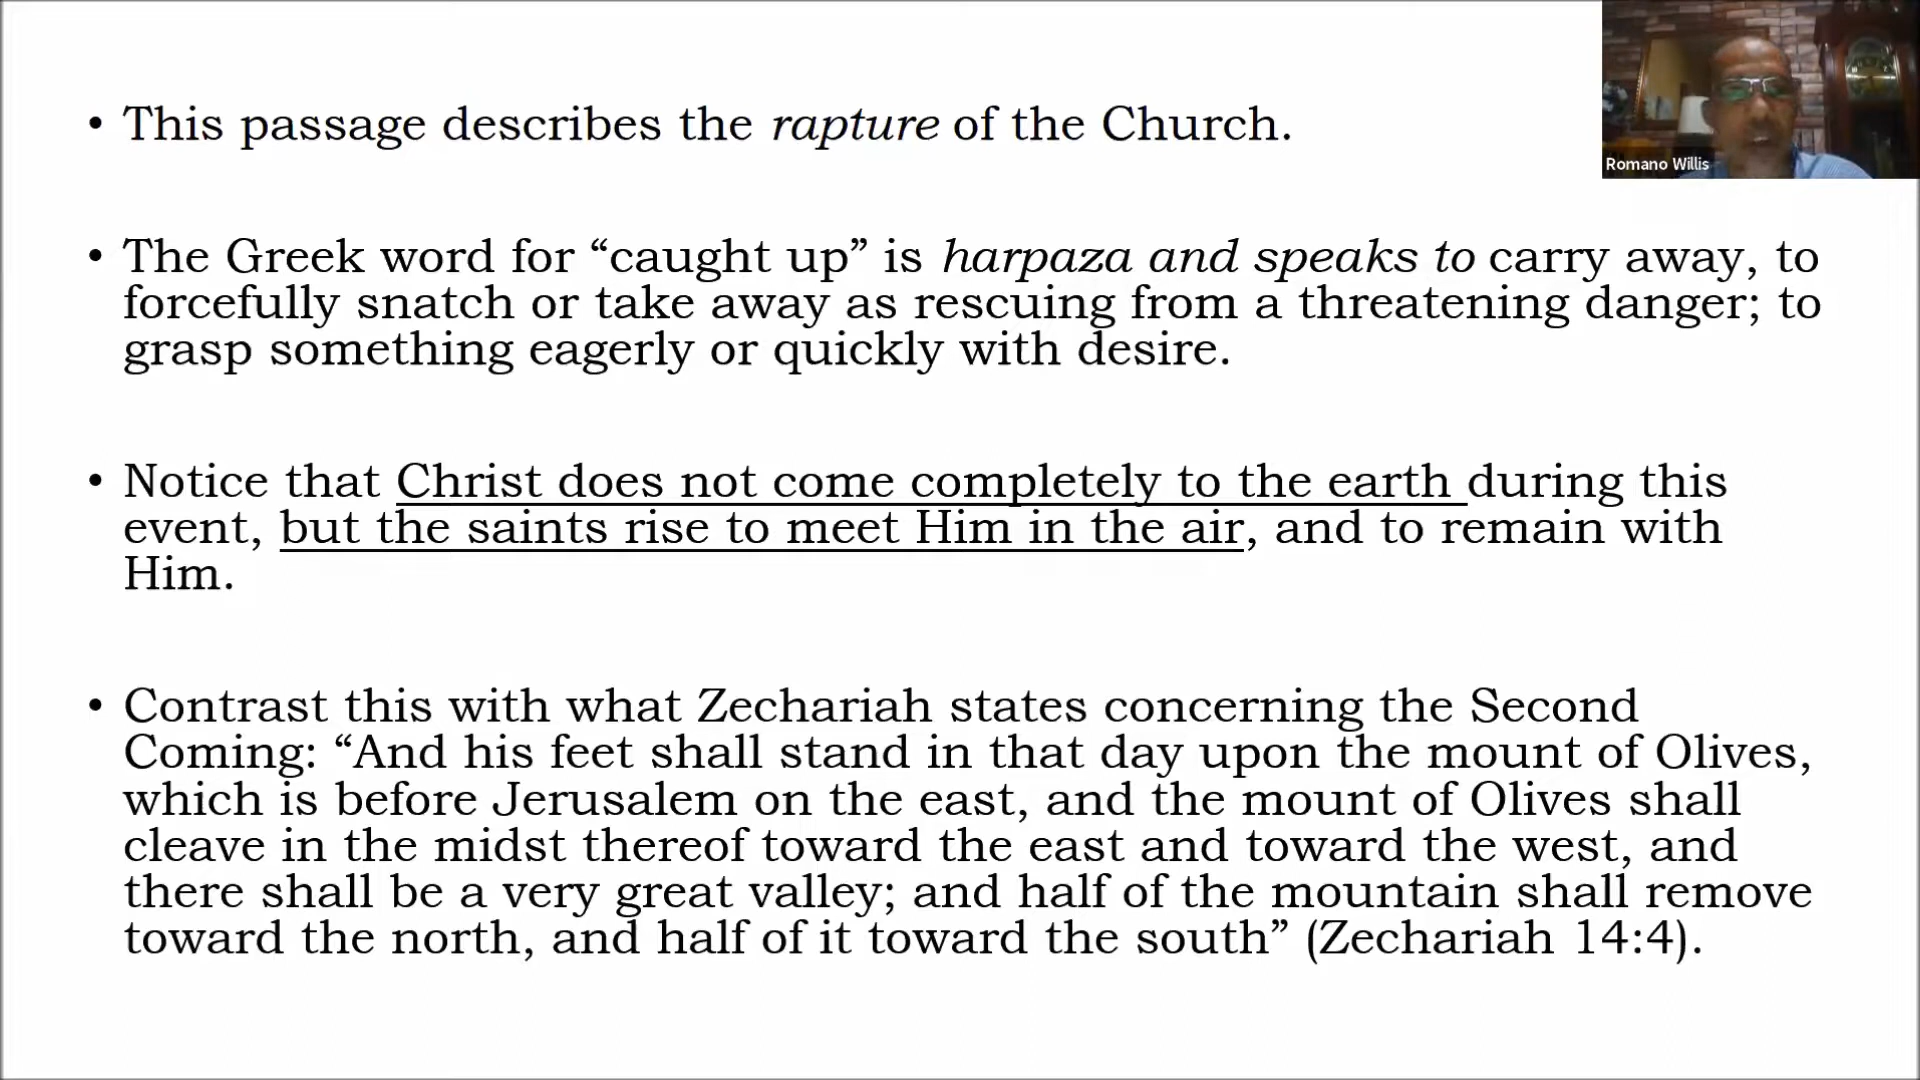 • This passage describes the rapture of the Church.
Romano Willis
• The Greek word for “caught up” is harpaza and speaks to carry away, to
forcefully snatch or take away as rescuing from a threatening danger; to
grasp something eagerly or quickly with desire.
• Notice that Christ does not come completely to the earth during this
event, but the saints rise to meet Him in the air, and to remain with
Him.
• Contrast this with what Zechariah states concerning the Second
Coming: “And his feet shall stand in that day upon the mount of Olives,
which is before Jerusalem on the east, and the mount of Olives shall
cleave in the midst thereof toward the east and toward the west, and
there shall be a very great valley; and half of the mountain shall remove
toward the north, and half of it toward the south” (Zechariah 14:4).